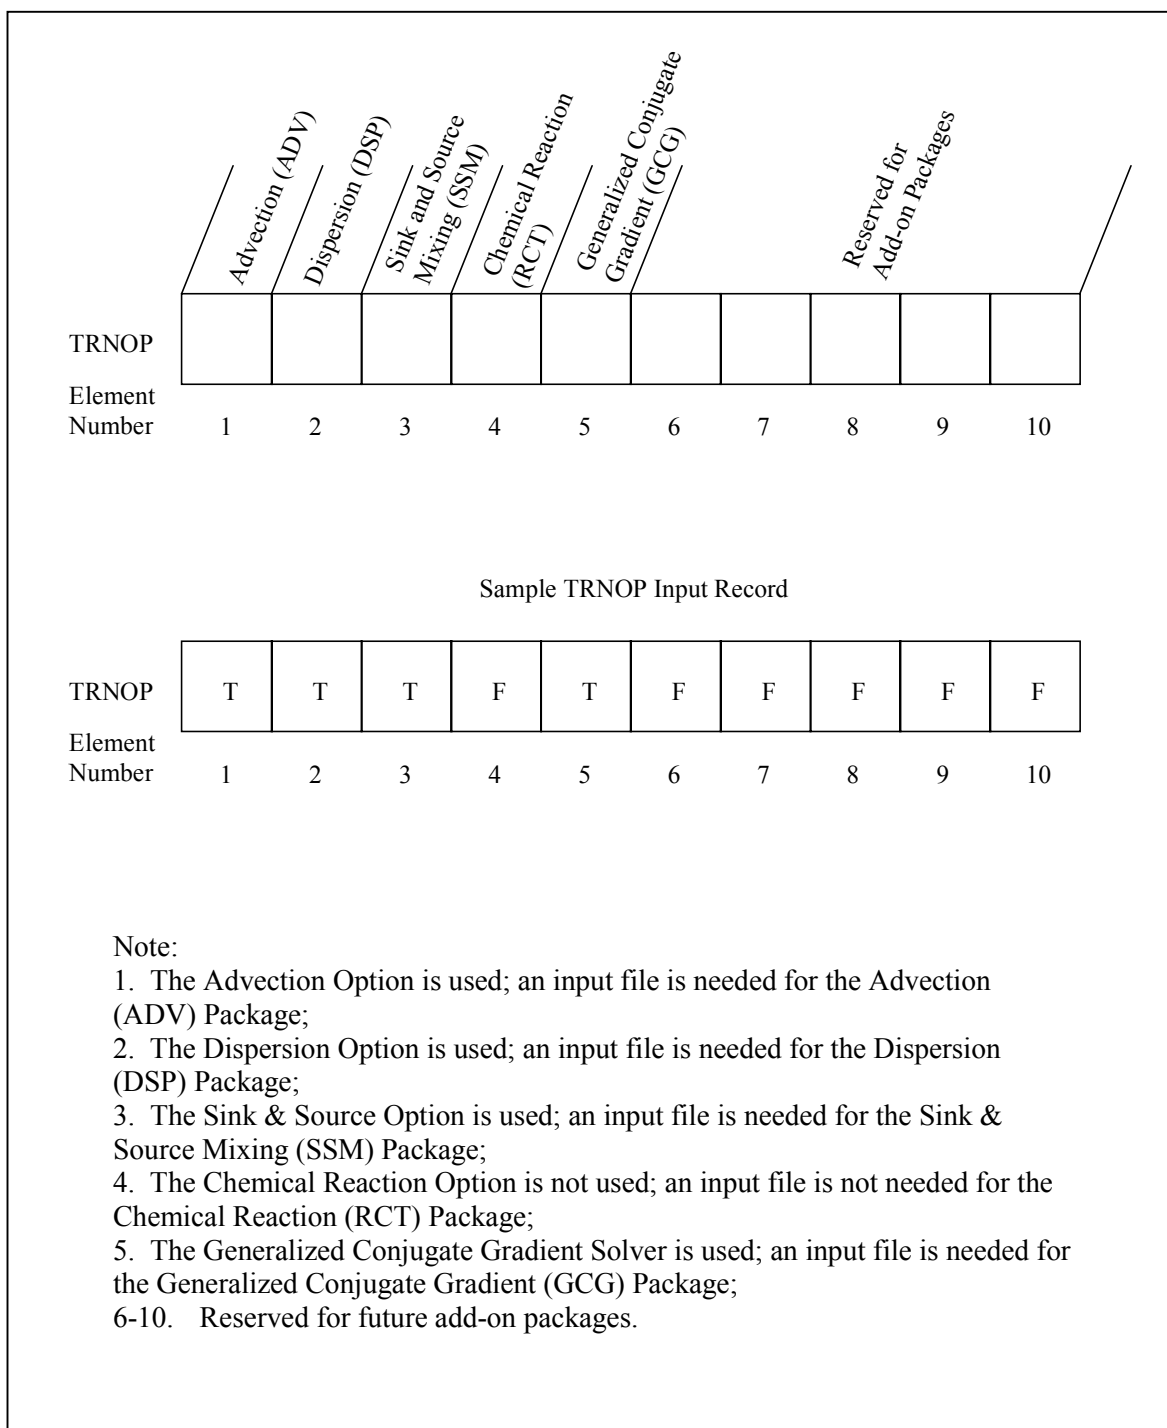 Advection (ADV)
Dispersion (DSP)
Sink and Source
Mixing (SSM)
Chemical Reaction
(RCT)
Generalized Conjugate
Gradient (GCG)
Reserved for
Add-on Packages
TRNOP
Element
Number 1 2 3 4 5 6 7 8 9 10
Sample TRNOP Input Record
TRNOP T T T F T F F F F F
Element
Number 1 2 3 4 5 6 7 8 9 10
Note:
1. The Advection Option is used; an input file is needed for the Advection
(ADV) Package;
2. The Dispersion Option is used; an input file is needed for the Dispersion
(DSP) Package;
3. The Sink & Source Option is used; an input file is needed for the Sink &
Source Mixing (SSM) Package;
4. The Chemical Reaction Option is not used; an input file is not needed for the
Chemical Reaction (RCT) Package;
5. The Generalized Conjugate Gradient Solver is used; an input file is needed for
the Generalized Conjugate Gradient (GCG) Package;
6-10. Reserved for future add-on packages.